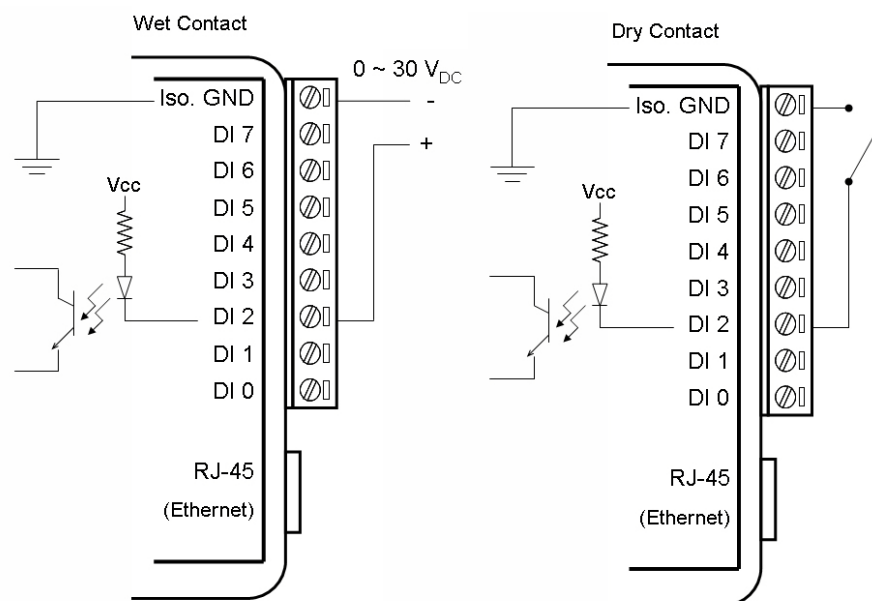 Wet Contact
0 ~ 30 VDC
Iso. GND
-
DI 7
+
DI 6
Vcc
DI 5
DI 4
DI 3
DI 2
DI 1
DI 0
RJ-45
(Ethernet)
Dry Contact
Iso. GND
DI 7
DI 6
Vcc
DI 5
DI 4
DI 3
DI 2
DI 1
DI 0
RJ-45
(Ethernet)